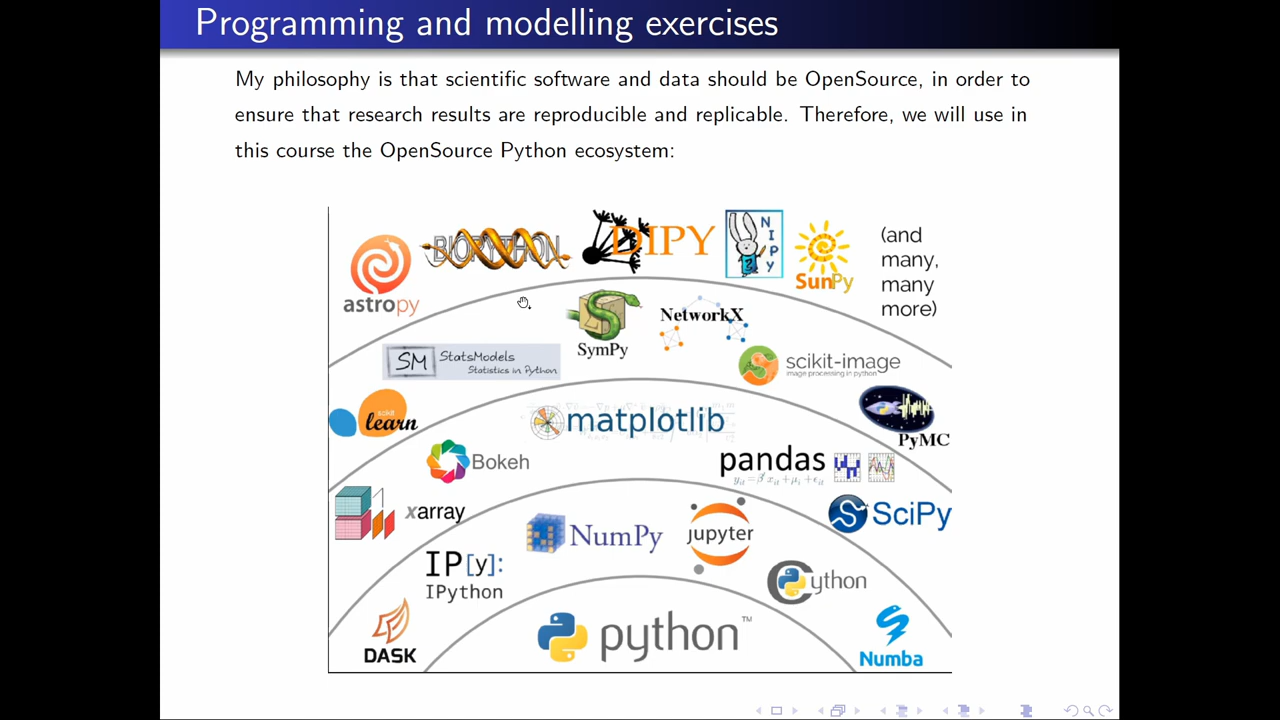 Programming and modelling exercises
My philosophy is that scientific software and data should be OpenSource, in order to
ensure that research results are reproducible and replicable. Therefore, we will use in
this course the OpenSource Python ecosystem:
astropy
BIOPYTHON
DIPY
NIPY
SunPy
(and
many,
many
more)
SymPy
NetworkX
SM StatsModels
Statistics in Python
scikit-image
image processing in python
scikit
learn
matplotlib
PyMC
Bokeh
pandas
xarray
NumPy
jupyter
SciPy
IP[y]:
IPython
Cython
DASK
python™
Numba